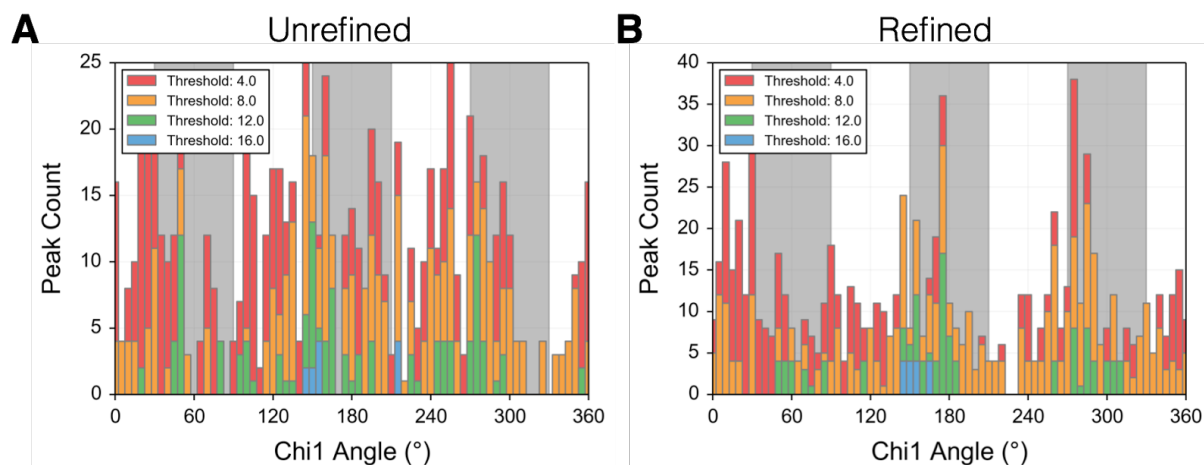 A
Unrefined
25
20
15
10
5
0
Peak Count
Threshold: 4.0
Threshold: 8.0
Threshold: 12.0
Threshold: 16.0
0 60 120 180 240 300 360
Chi1 Angle (°)
B
Refined
40
35
30
25
20
15
10
5
0
Peak Count
Threshold: 4.0
Threshold: 8.0
Threshold: 12.0
Threshold: 16.0
0 60 120 180 240 300 360
Chi1 Angle (°)